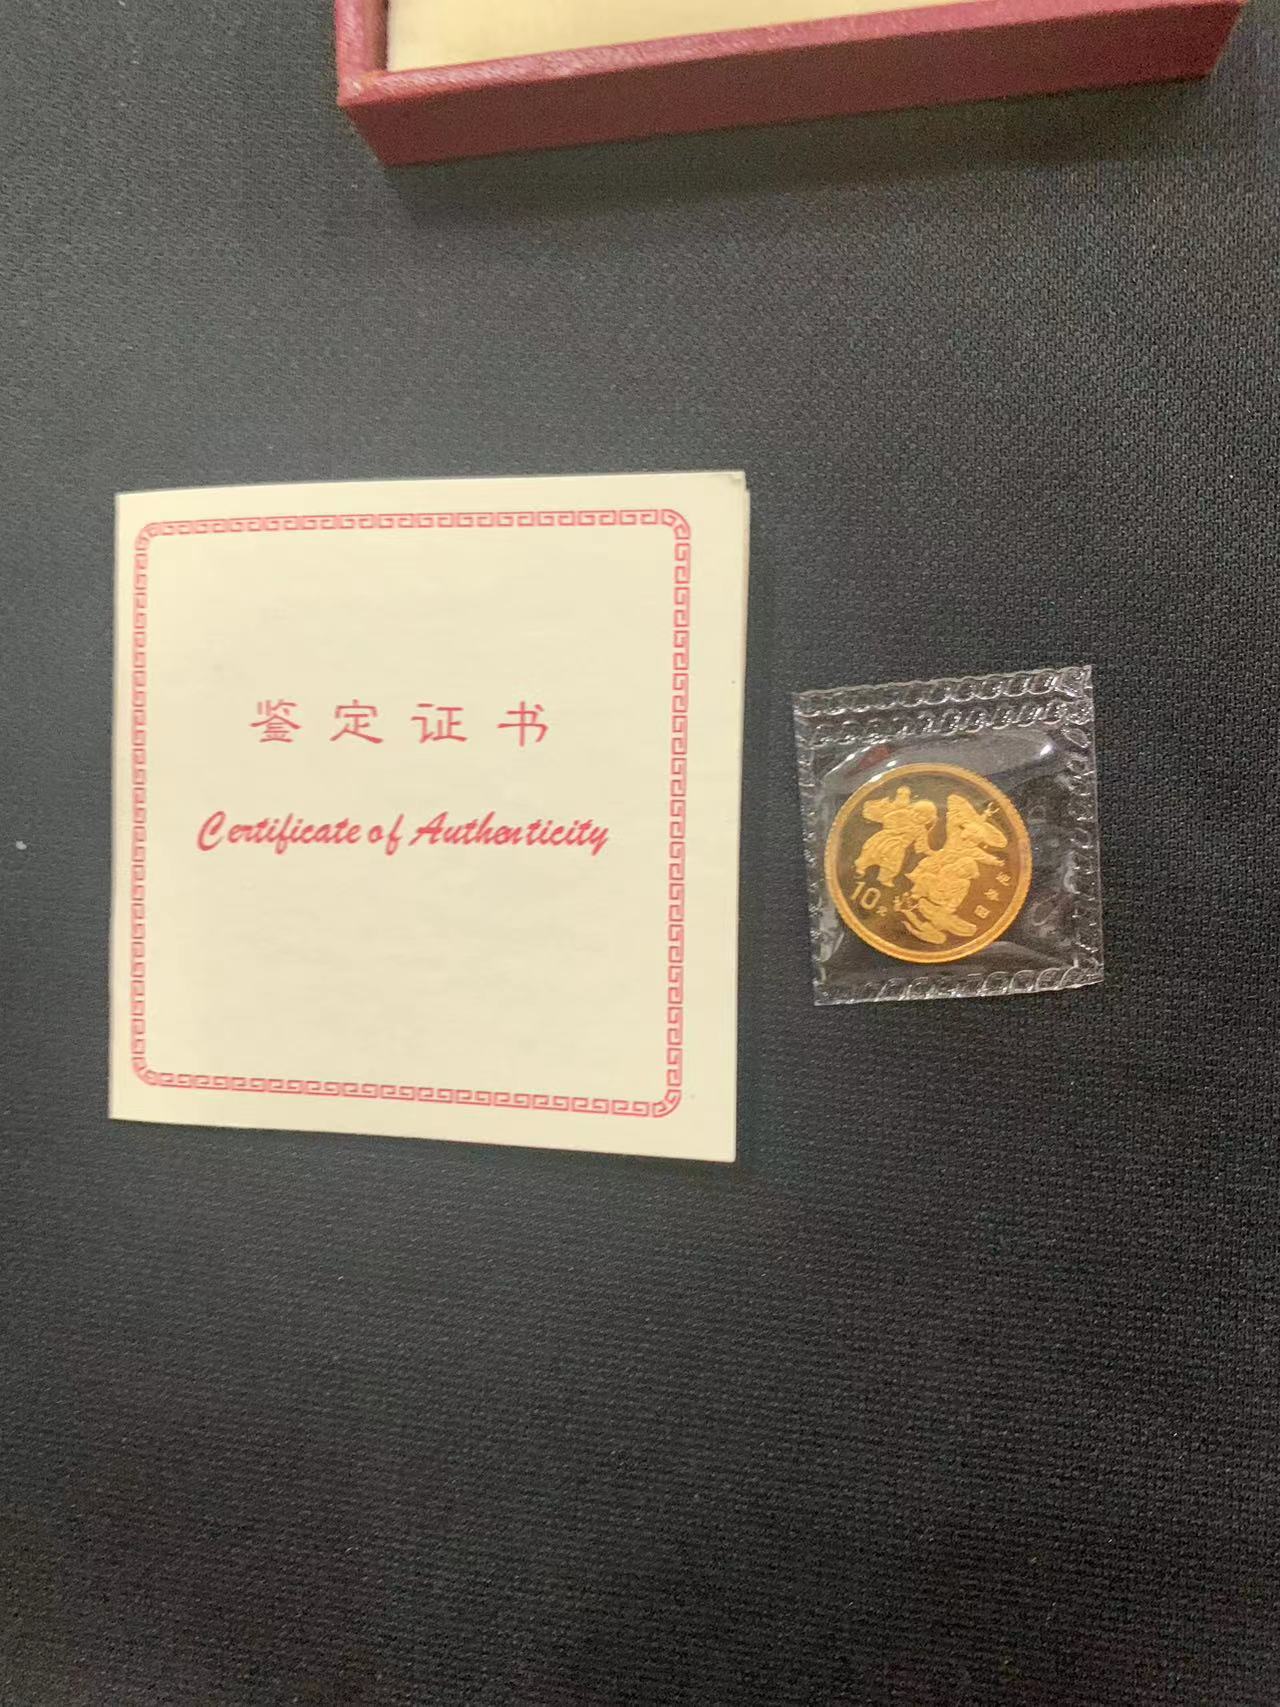 鉴定证书
Certificate of Authenticity
10元